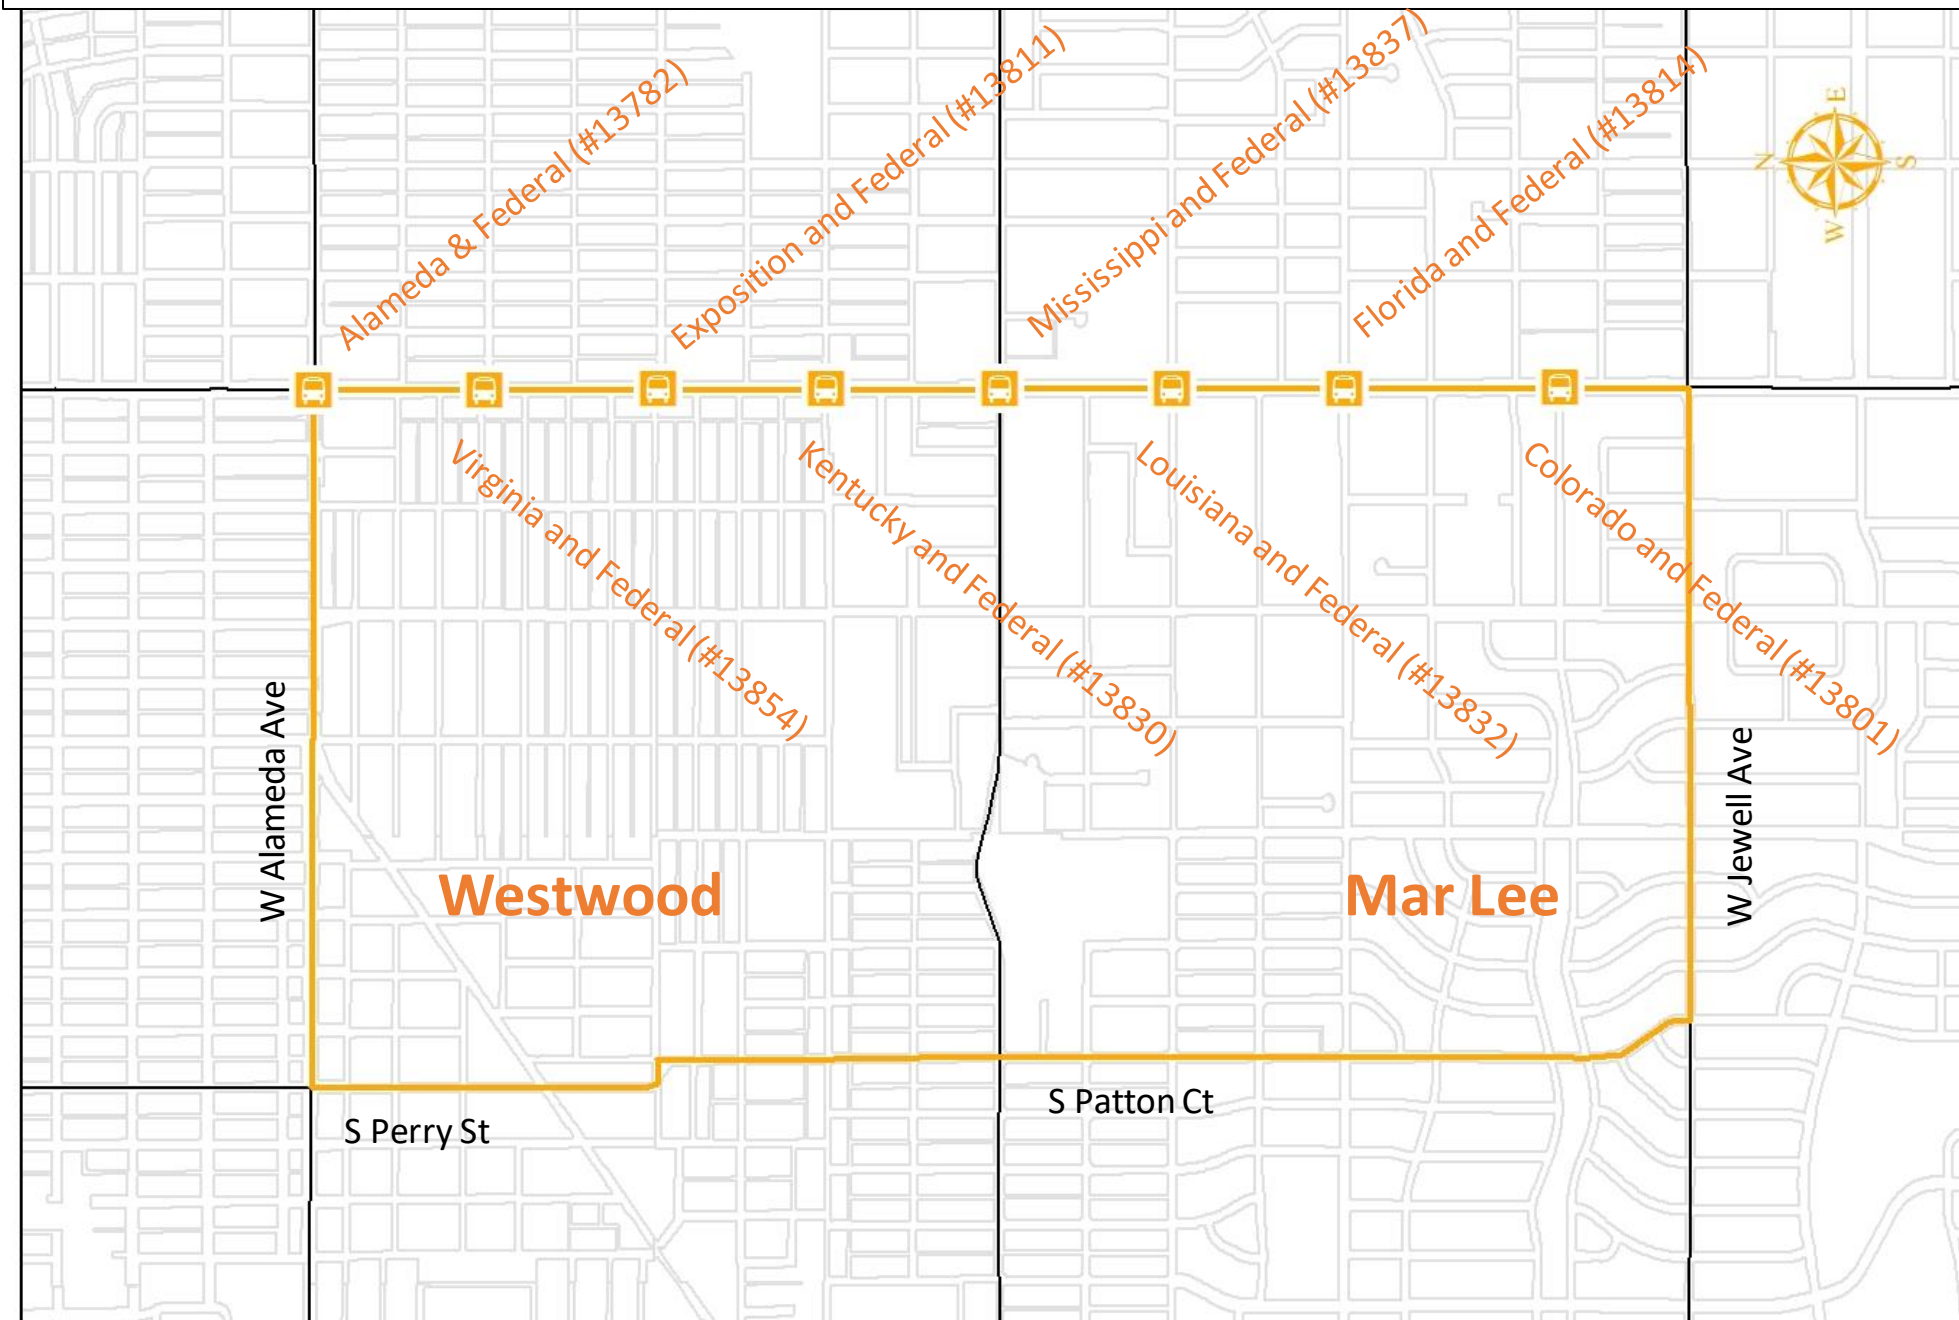 Alameda & Federal (#13782)
Exposition and Federal (#13811)
Mississippi and Federal (#13837)
Florida and Federal (#13814)
E
N
S
W
Virginia and Federal (#13854)
Kentucky and Federal (#13830)
Louisiana and Federal (#13832)
Colorado and Federal (#13801)
W Alameda Ave
W Jewell Ave
Westwood
Mar Lee
S Perry St
S Patton Ct